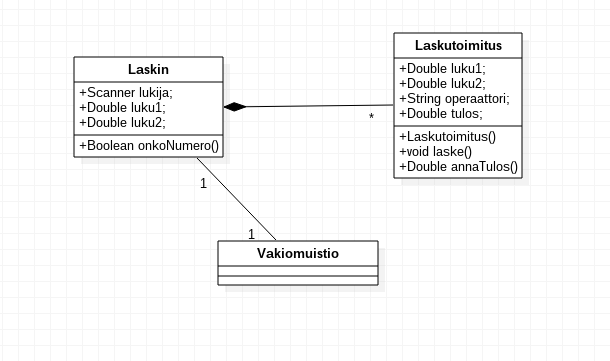 Laskin
+Scanner lukija;
+Double luku1;
+Double luku2;
+Boolean onkoNumero()
Laskutoimitus
+Double luku1;
+Double luku2;
+String operaattori;
+Double tulos;
+Laskutoimitus()
+void laske()
+Double annaTulos()
*
1
1
Vakiomuistio